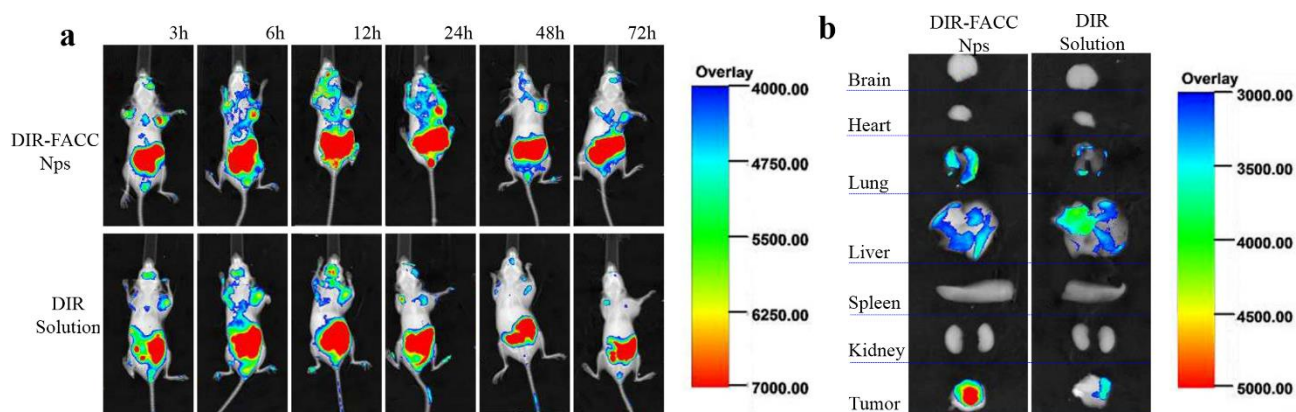 a
3h 6h 12h 24h 48h 72h
DIR-FACC
Nps
DIR
Solution
Overlay
4000.00
4750.00
5500.00
6250.00
7000.00
b
DIR-FACC
Nps
DIR
Solution
Brain
Heart
Lung
Liver
Spleen
Kidney
Tumor
Overlay
3000.00
3500.00
4000.00
4500.00
5000.00